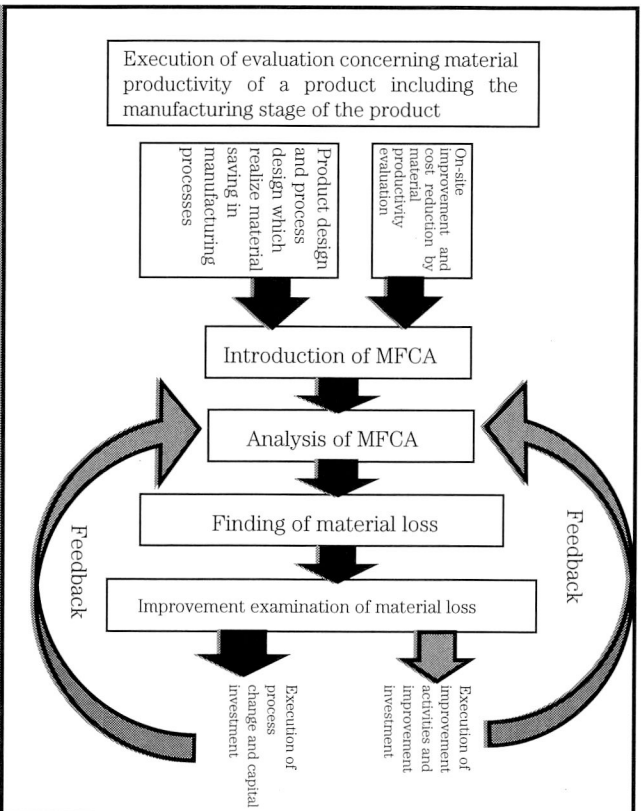 Execution of evaluation concerning material
productivity of a product including the
manufacturing stage of the product
Product design
and process
design which
realize material
saving in
manufacturing
processes
On-site
improvement and
cost reduction by
material
productivity
evaluation
Introduction of MFCA
Analysis of MFCA
Finding of material loss
Improvement examination of material loss
Feedback
Feedback
Execution of
process
change and capital
investment
Execution of
improvement
activities and
improvement
investment